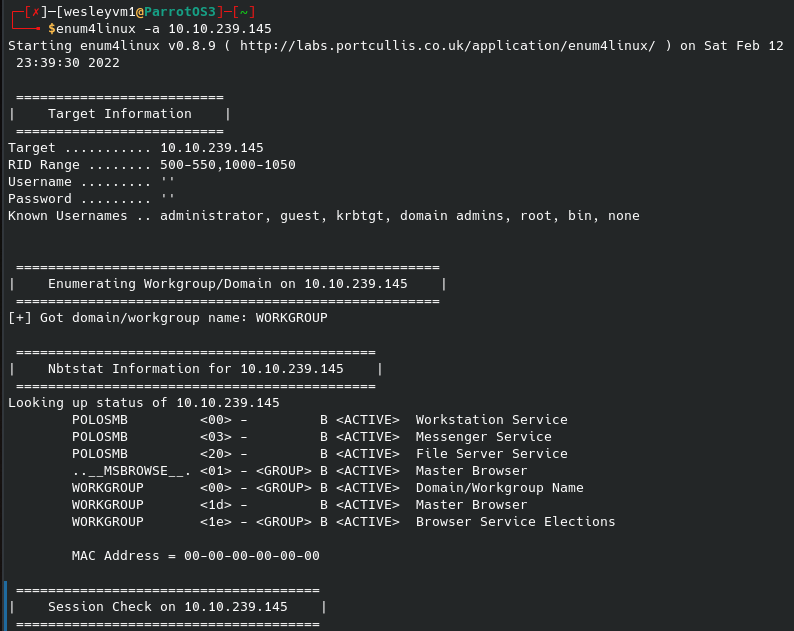 ┌─[✗]─[wesleyvm1@ParrotOS3]─[~]
└──╼ $enum4linux -a 10.10.239.145
Starting enum4linux v0.8.9 ( http://labs.portcullis.co.uk/application/enum4linux/ ) on Sat Feb 12
 23:39:30 2022

 ==========================
|    Target Information    |
 ==========================
Target ........... 10.10.239.145
RID Range ........ 500-550,1000-1050
Username ......... ''
Password ......... ''
Known Usernames .. administrator, guest, krbtgt, domain admins, root, bin, none


 =====================================================
|    Enumerating Workgroup/Domain on 10.10.239.145    |
 =====================================================
[+] Got domain/workgroup name: WORKGROUP

 =============================================
|    Nbtstat Information for 10.10.239.145    |
 =============================================
Looking up status of 10.10.239.145
        POLOSMB         <00> -         B <ACTIVE>  Workstation Service
        POLOSMB         <03> -         B <ACTIVE>  Messenger Service
        POLOSMB         <20> -         B <ACTIVE>  File Server Service
        ..__MSBROWSE__. <01> - <GROUP> B <ACTIVE>  Master Browser
        WORKGROUP       <00> - <GROUP> B <ACTIVE>  Domain/Workgroup Name
        WORKGROUP       <1d> -         B <ACTIVE>  Master Browser
        WORKGROUP       <1e> - <GROUP> B <ACTIVE>  Browser Service Elections

        MAC Address = 00-00-00-00-00-00

 ======================================
|    Session Check on 10.10.239.145    |
 ======================================